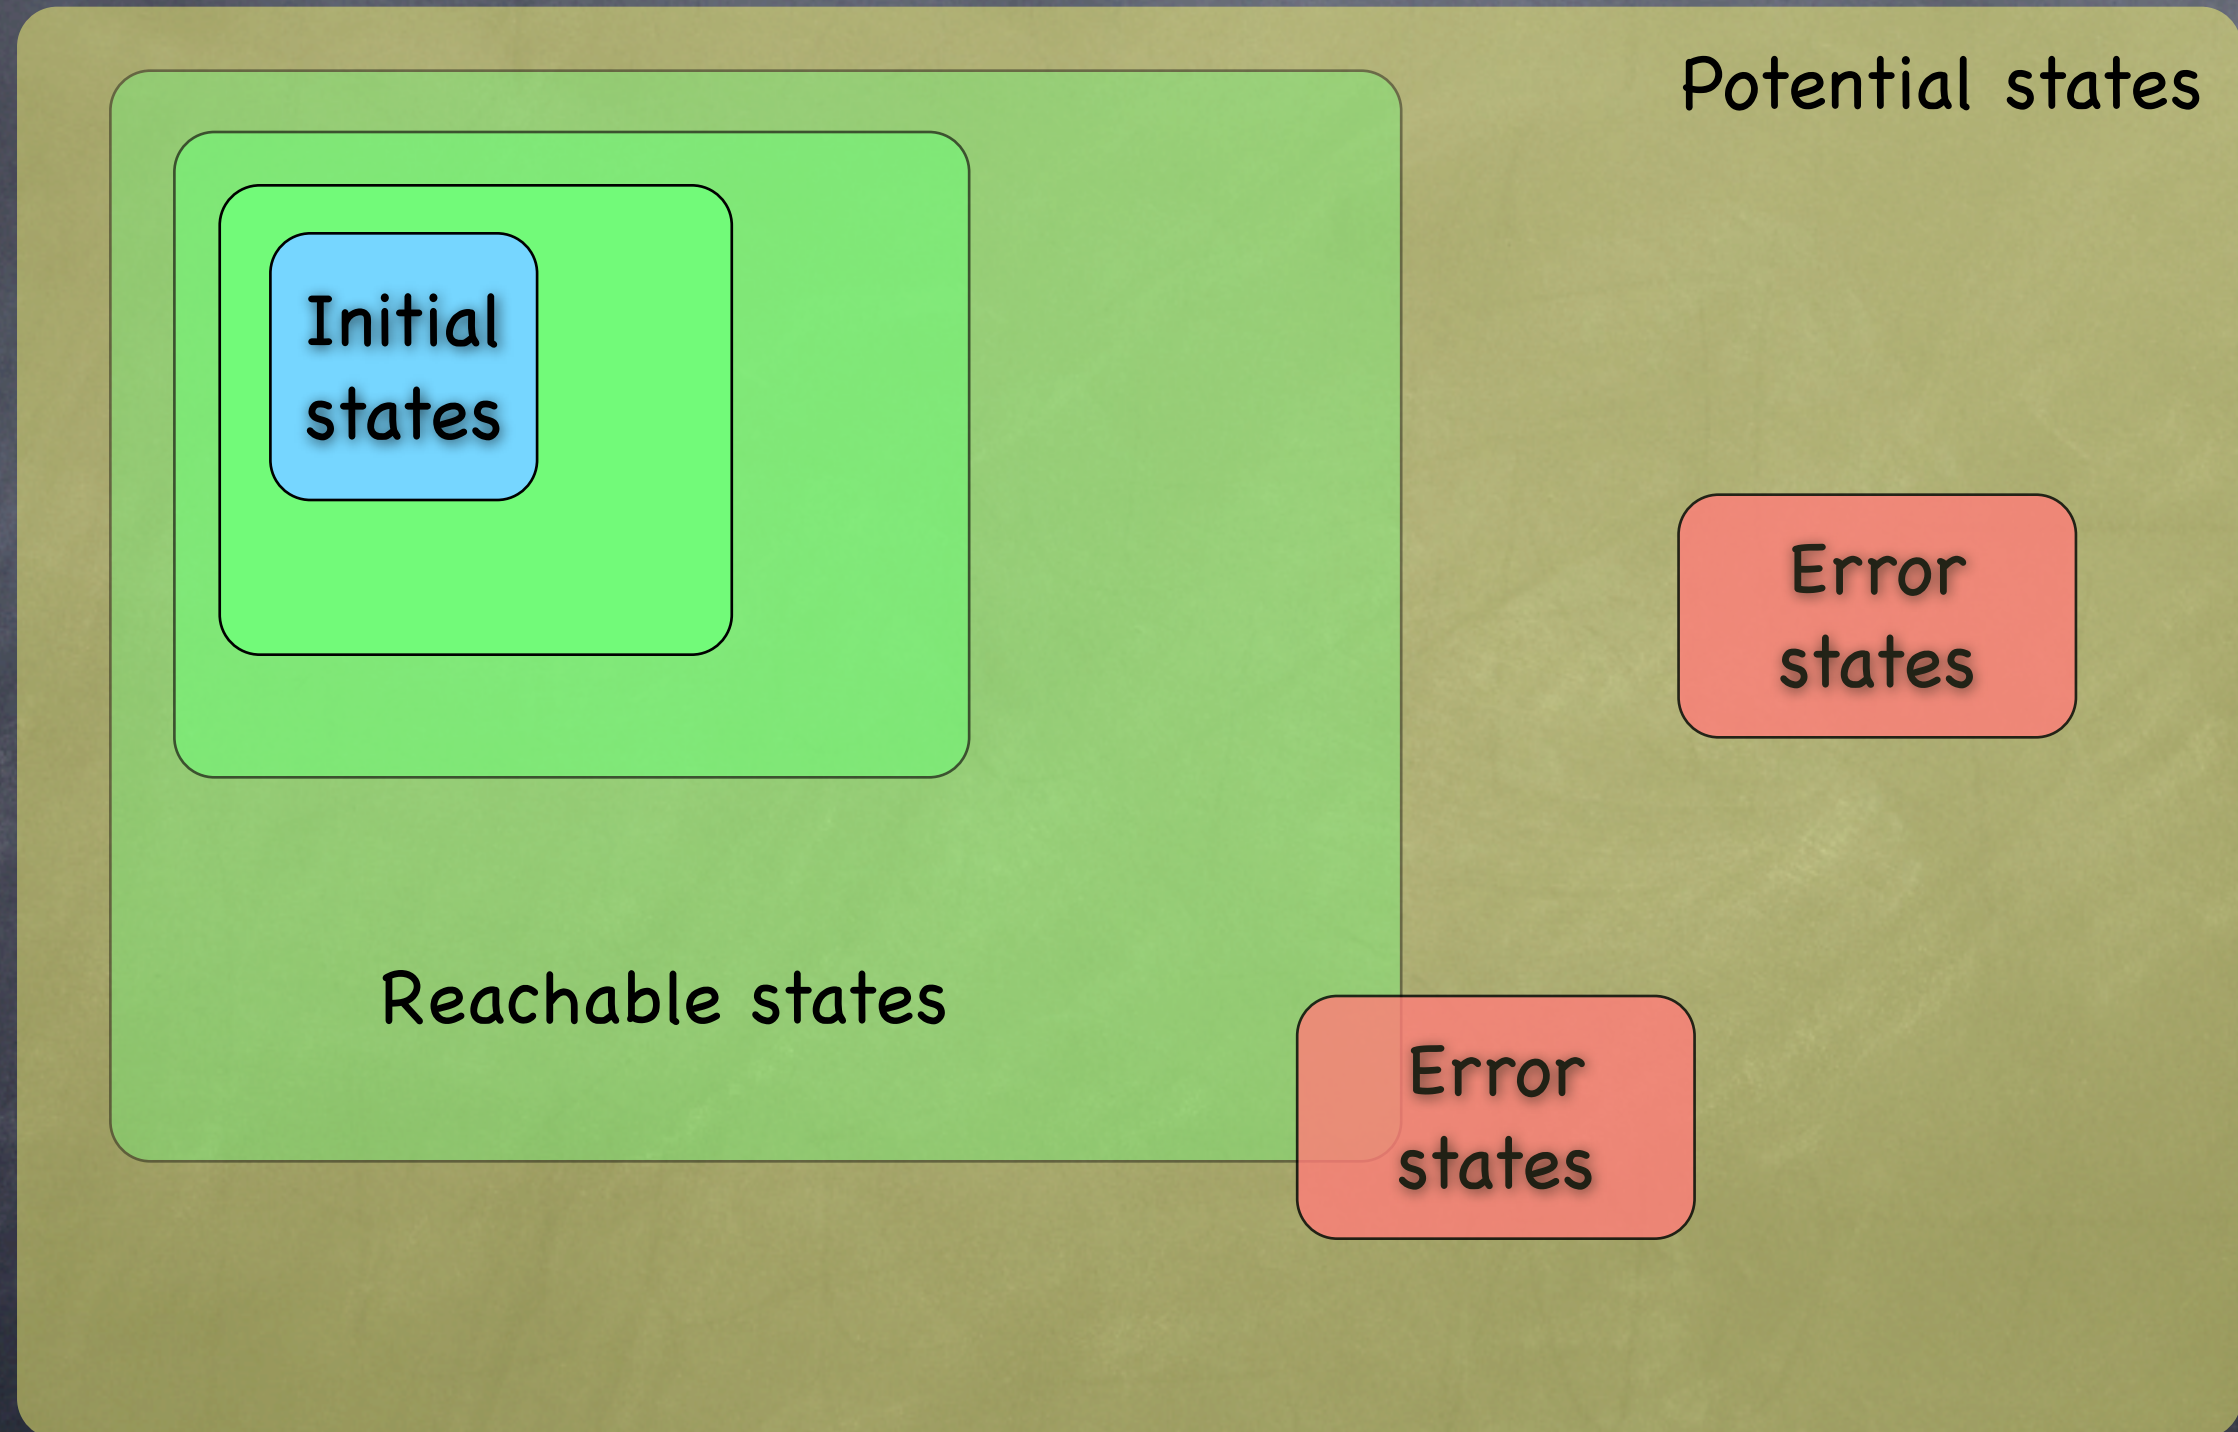 Potential states
Initial
states
Error
states
Reachable states
Error
states